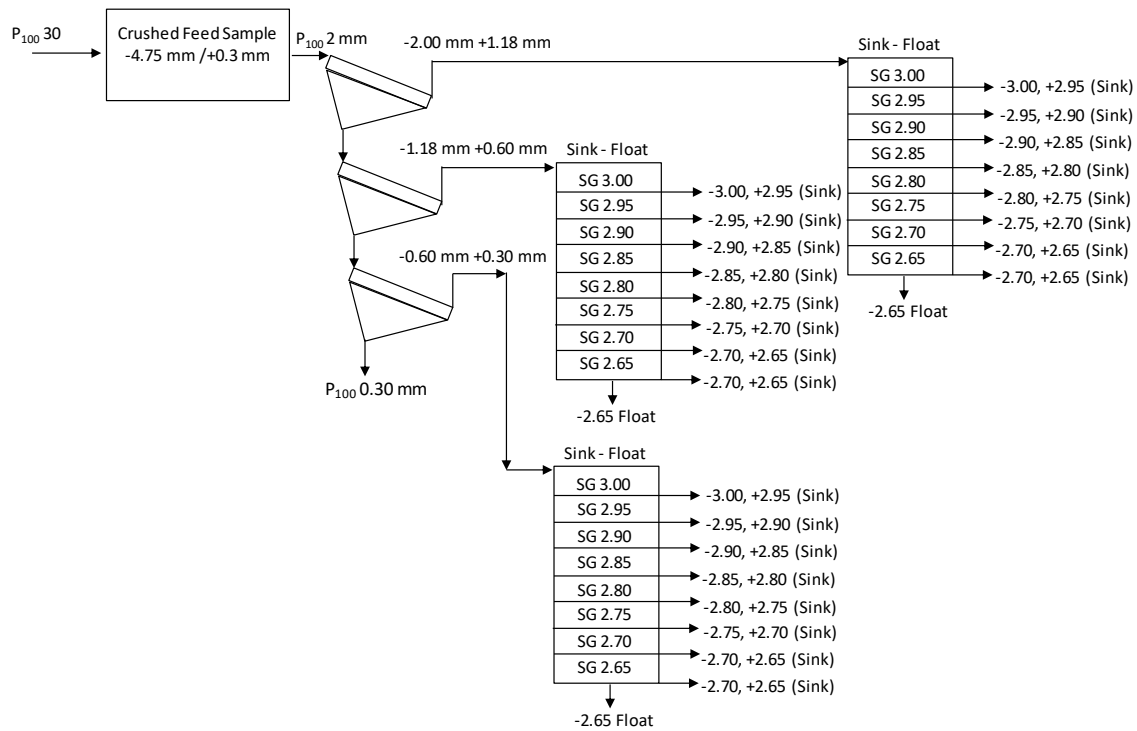 P100 30
Crushed Feed Sample
-4.75 mm /+0.3 mm
P100 2 mm
-2.00 mm +1.18 mm
Sink - Float
SG 3.00
-3.00, +2.95 (Sink)
SG 2.95
-2.95, +2.90 (Sink)
SG 2.90
-2.90, +2.85 (Sink)
SG 2.85
-2.85, +2.80 (Sink)
SG 2.80
-2.80, +2.75 (Sink)
SG 2.75
-2.75, +2.70 (Sink)
SG 2.70
-2.70, +2.65 (Sink)
SG 2.65
-2.70, +2.65 (Sink)
-2.65 Float
-1.18 mm +0.60 mm
Sink - Float
SG 3.00
-3.00, +2.95 (Sink)
SG 2.95
-2.95, +2.90 (Sink)
SG 2.90
-2.90, +2.85 (Sink)
SG 2.85
-2.85, +2.80 (Sink)
SG 2.80
-2.80, +2.75 (Sink)
SG 2.75
-2.75, +2.70 (Sink)
SG 2.70
-2.70, +2.65 (Sink)
SG 2.65
-2.70, +2.65 (Sink)
-2.65 Float
-0.60 mm +0.30 mm
P100 0.30 mm
Sink - Float
SG 3.00
-3.00, +2.95 (Sink)
SG 2.95
-2.95, +2.90 (Sink)
SG 2.90
-2.90, +2.85 (Sink)
SG 2.85
-2.85, +2.80 (Sink)
SG 2.80
-2.80, +2.75 (Sink)
SG 2.75
-2.75, +2.70 (Sink)
SG 2.70
-2.70, +2.65 (Sink)
SG 2.65
-2.70, +2.65 (Sink)
-2.65 Float